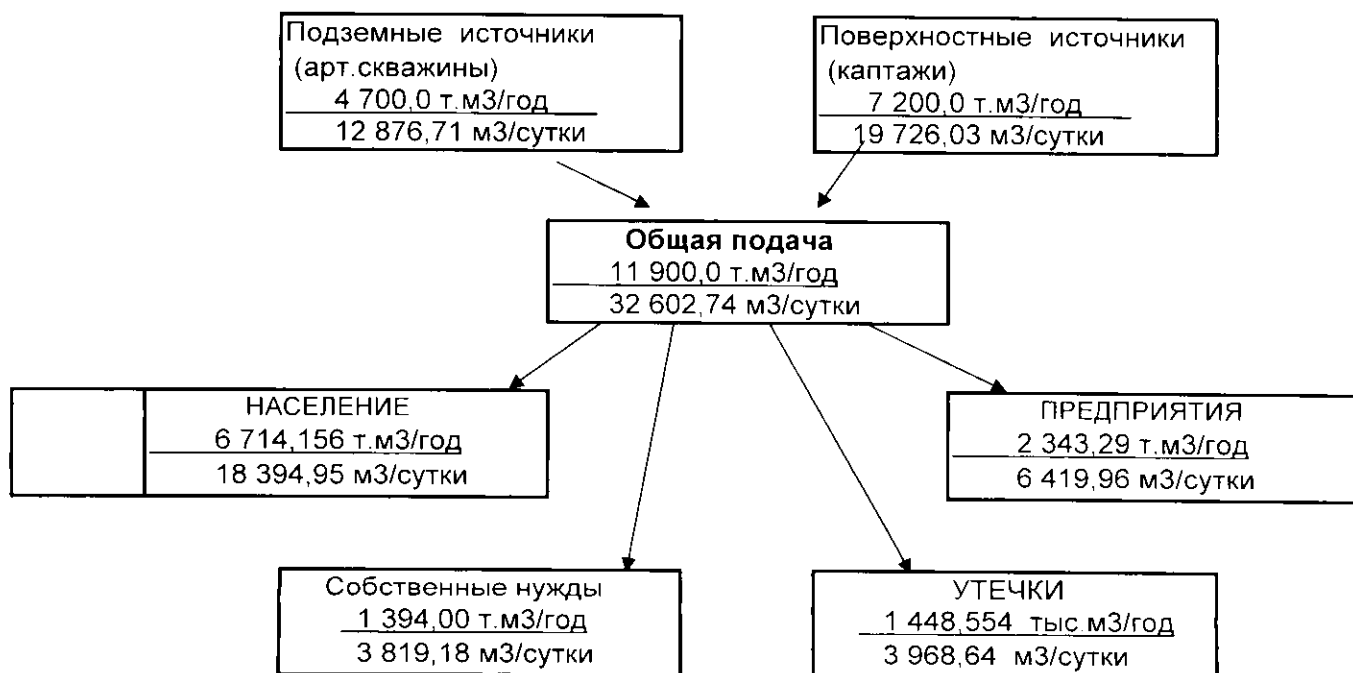 Подземные источники
(арт.скважины)
4 700,0 т.м3/год
12 876,71 м3/сутки
Поверхностные источники
(каптажи)
7 200,0 т.м3/год
19 726,03 м3/сутки
Общая подача
11 900,0 т.м3/год
32 602,74 м3/сутки
НАСЕЛЕНИЕ
6 714,156 т.м3/год
18 394,95 м3/сутки
ПРЕДПРИЯТИЯ
2 343,29 т.м3/год
6 419,96 м3/сутки
Собственные нужды
1 394,00 т.м3/год
3 819,18 м3/сутки
УТЕЧКИ
1 448,554 тыс.м3/год
3 968,64 м3/сутки